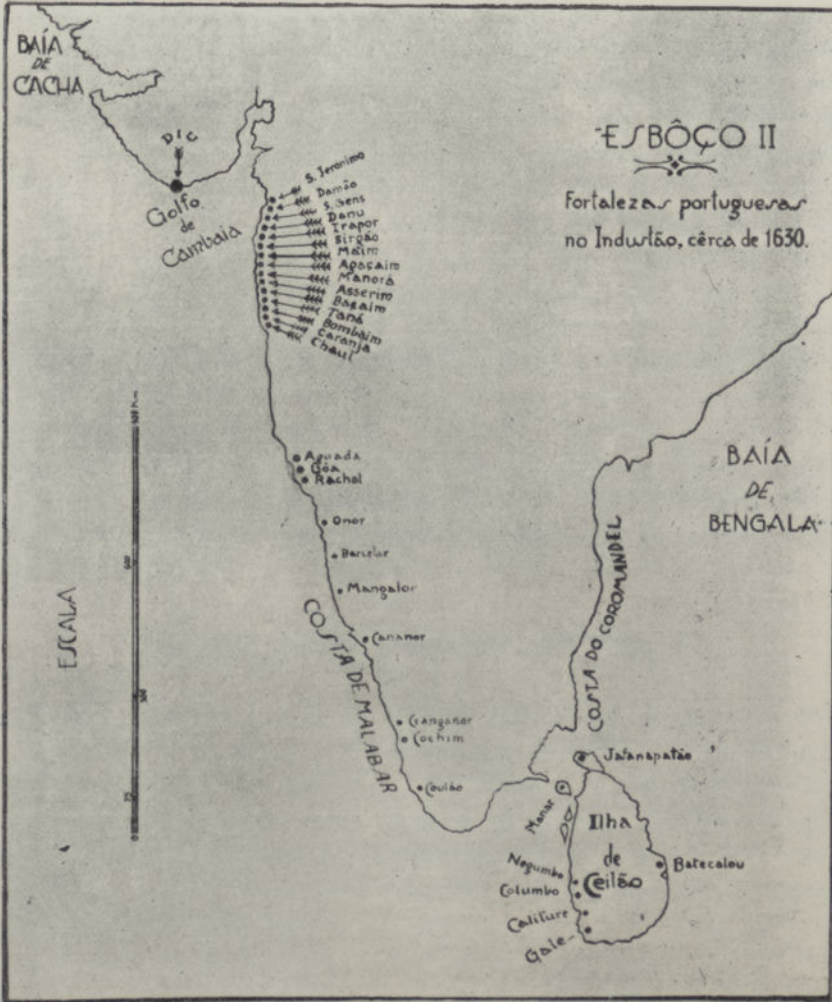 BAÍA
DE
CACHA
Golfo
de
Cambaia
ESBÔÇO II
Fortalezas portuguesas
no Industão, cêrca de 1630.
S. Jeronimo
Damão
S. Gens
Danu
Trapor
Sirgão
Maim
Agaçaim
Manorá
Asserim
Baçaim
Taná
Bombaim
Caranja
Chaul
Aguada
Gôa
Rachol
Onor
Barcelor
Mangalor
Cananor
COSTA DE MALABAR
Cranganor
Cochim
Coulão
ESCALA
BAÍA
DE
BENGALA
COSTA DO COROMANDEL
Jafanapatão
Manar
Ilha
de
Ceilão
Batecalou
Negumbo
Columbo
Caliture
Gale